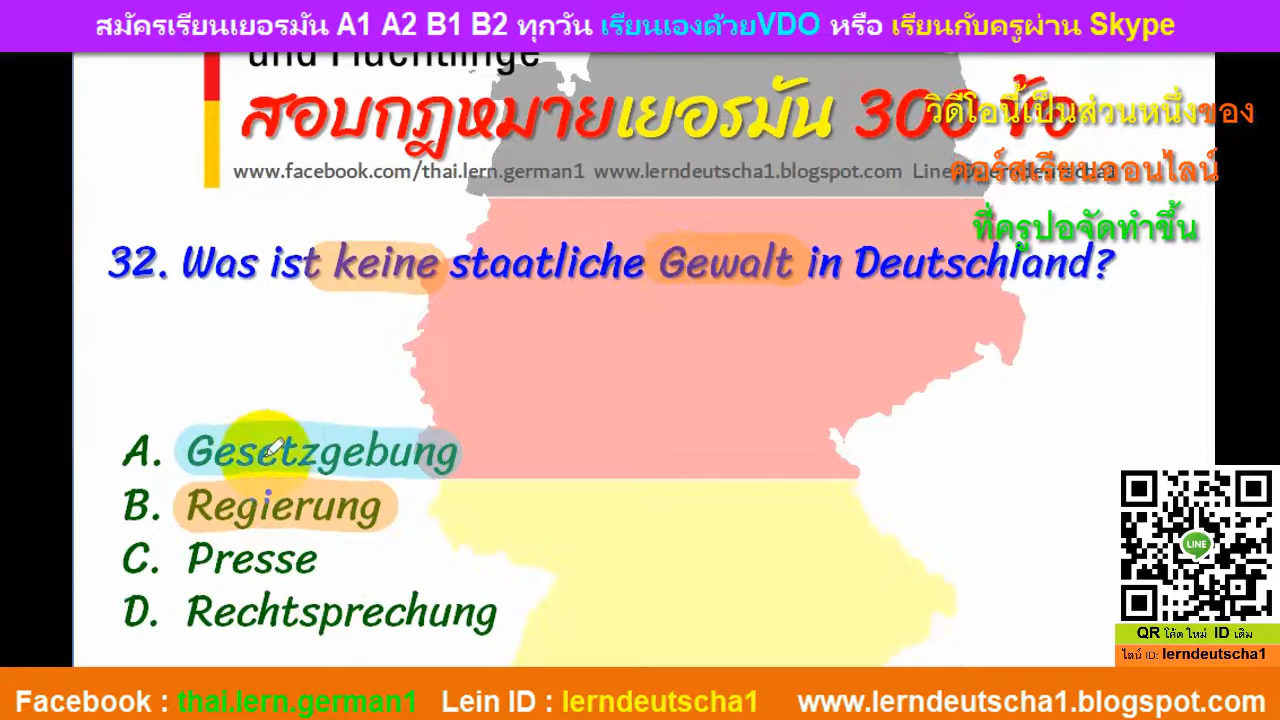 สมัครเรียนเยอรมัน A1 A2 B1 B2 ทุกวัน เรียนเองด้วยVDO หรือ เรียนกับครูผ่าน Skype
und Flüchtlinge
สอบกฎหมายเยอรมัน 300 ข้อ
วิดีโอนี้เป็นส่วนหนึ่งของ
www.facebook.com/thai.lern.german1 www.lerndeutscha1.blogspot.com Line
คอร์สเรียนออนไลน์
ที่ครูปอจัดทำขึ้น
32. Was ist keine staatliche Gewalt in Deutschland?
A. Gesetzgebung
B. Regierung
C. Presse
D. Rechtsprechung
LINE
QR โค้ด ใหม่ ID เดิม
ไลน์ ID: lerndeutscha1
Facebook : thai.lern.german1 Lein ID : lerndeutscha1 www.lerndeutscha1.blogspot.com